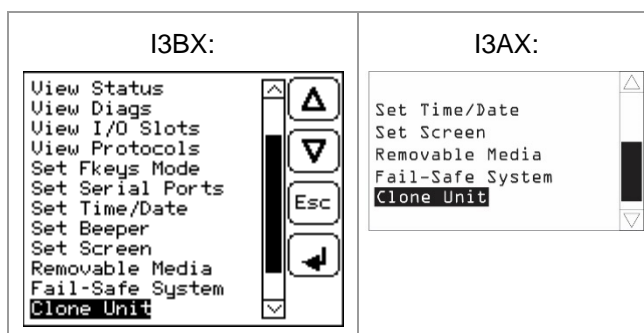 I3BX:
View Status
View Diags
View I/O Slots
View Protocols
Set Fkeys Mode
Set Serial Ports
Set Time/Date
Set Beeper
Set Screen
Removable Media
Fail-Safe System
Clone Unit
Esc
I3AX:
Set Time/Date
Set Screen
Removable Media
Fail-Safe System
Clone Unit